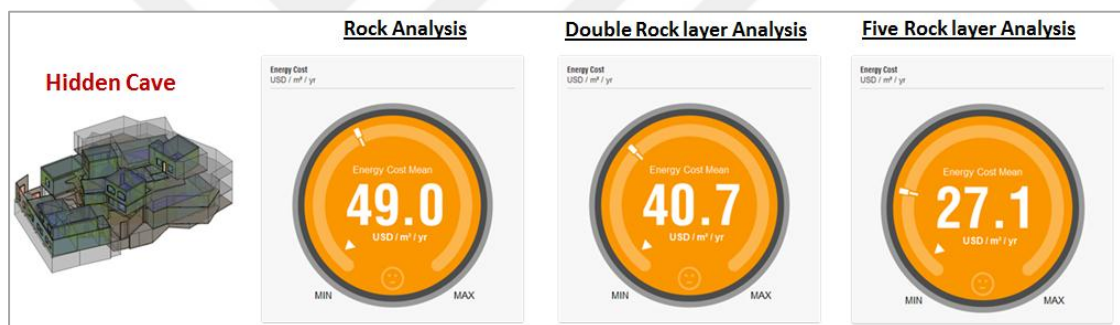 Hidden Cave
Rock Analysis
Energy Cost
USD / m² / yr
Energy Cost Mean
49.0
USD / m² / yr
MIN
MAX
Double Rock layer Analysis
Energy Cost
USD / m² / yr
Energy Cost Mean
40.7
USD / m² / yr
MIN
MAX
Five Rock layer Analysis
Energy Cost
USD / m² / yr
Energy Cost Mean
27.1
USD / m² / yr
MIN
MAX